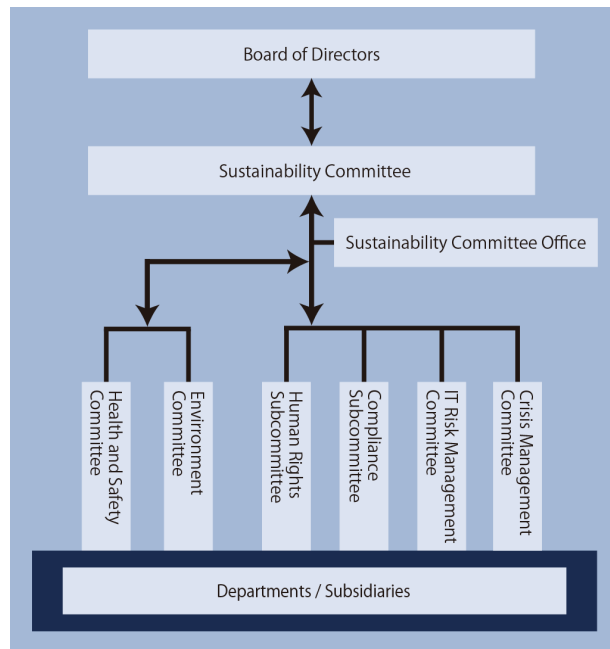 Board of Directors
Sustainability Committee
Sustainability Committee Office
Health and Safety
Committee
Environment
Committee
Human Rights
Subcommittee
Compliance
Subcommittee
IT Risk Management
Committee
Crisis Management
Committee
Departments / Subsidiaries